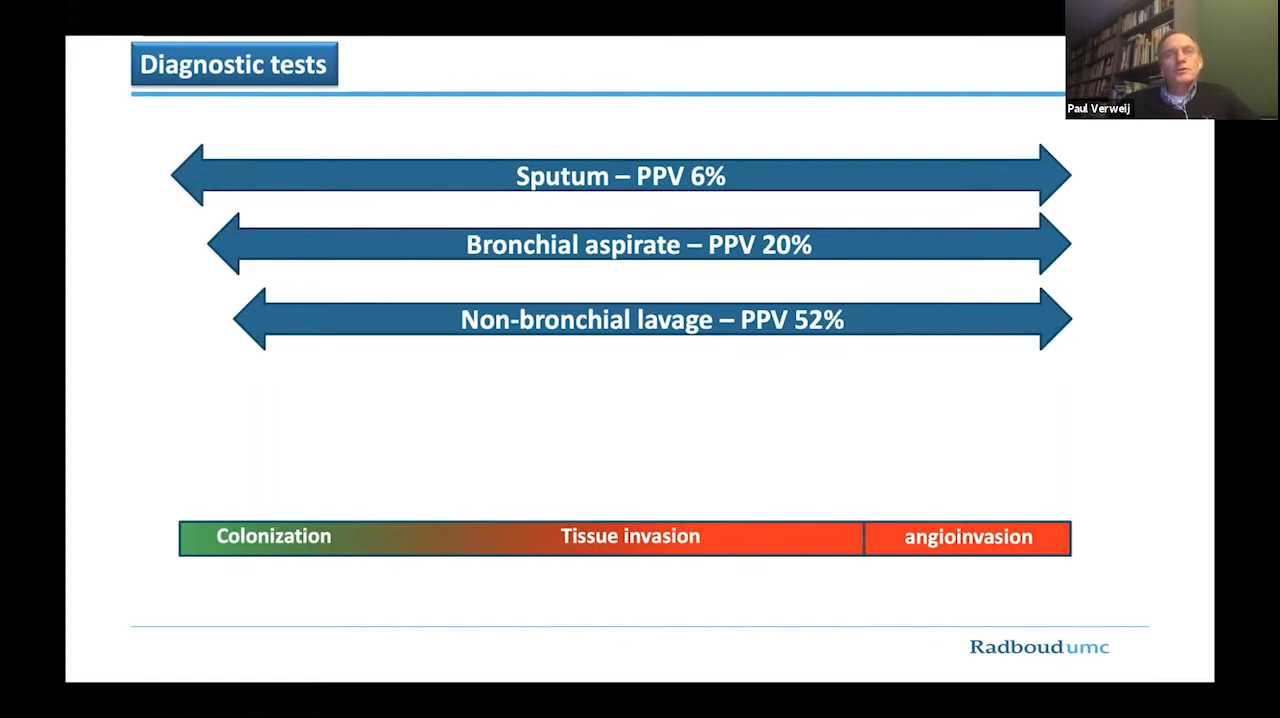 Diagnostic tests
Paul Verweij
Sputum – PPV 6%
Bronchial aspirate – PPV 20%
Non-bronchial lavage – PPV 52%
Colonization Tissue invasion angioinvasion
Radboudumc